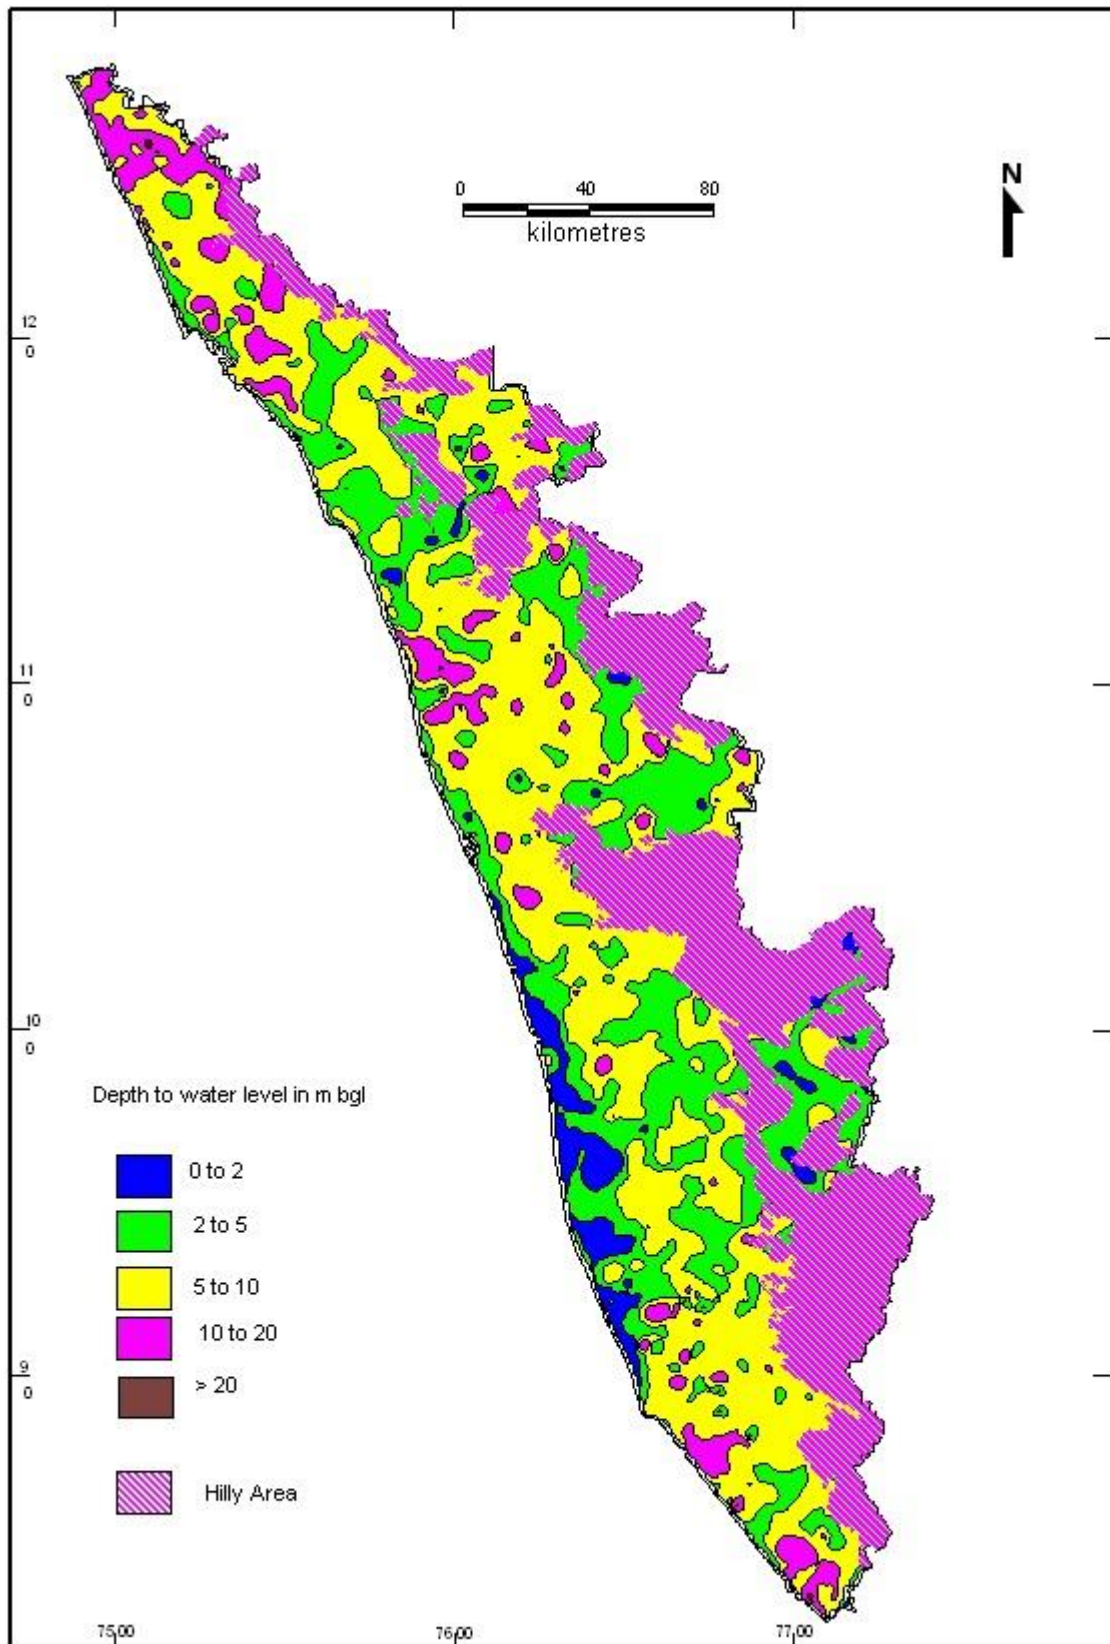 0 40 80
kilometres
N
12
0
11
0
10
0
9
0
Depth to water level in m bgl
0 to 2
2 to 5
5 to 10
10 to 20
> 20
Hilly Area
75 00 76 00 77 00